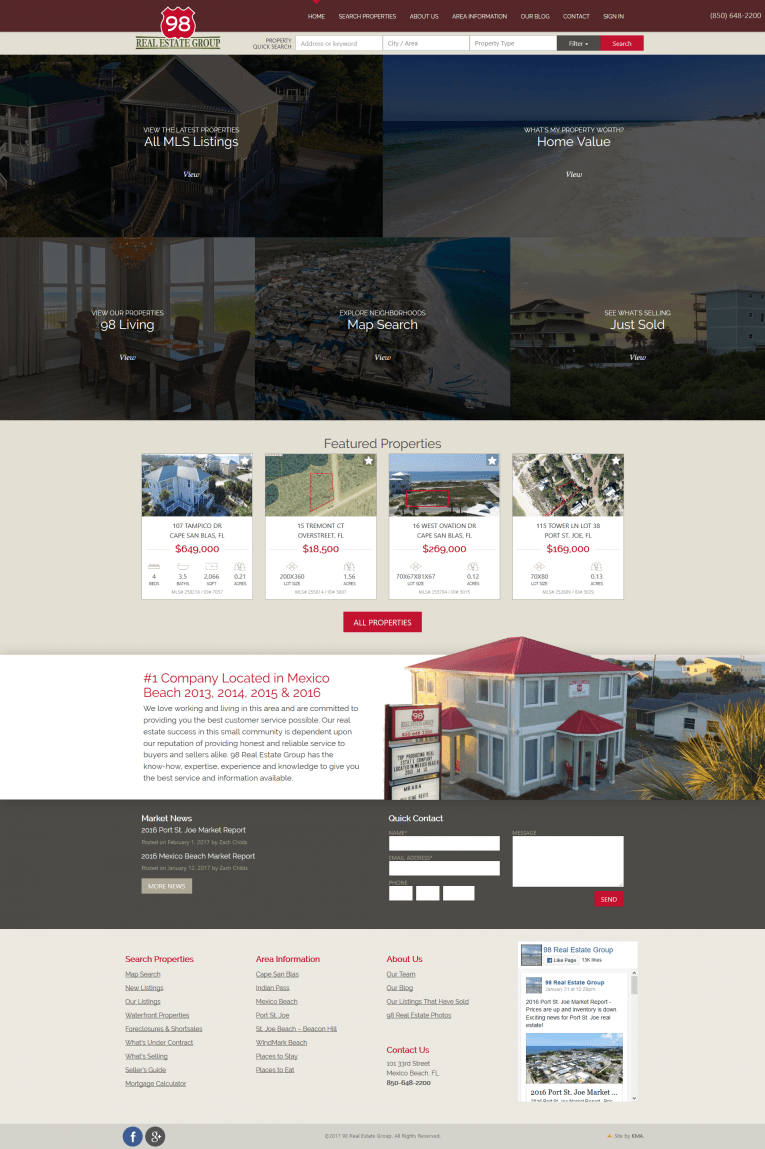 98
REAL ESTATE GROUP
HOME
SEARCH PROPERTIES
ABOUT US
AREA INFORMATION
OUR BLOG
CONTACT
SIGN IN
(850) 648-2200
PROPERTY
QUICK SEARCH
Address or keyword
City / Area
Property Type
Filter
Search
VIEW THE LATEST PROPERTIES
All MLS Listings
View
WHAT'S MY PROPERTY WORTH?
Home Value
View
VIEW OUR PROPERTIES
98 Living
View
EXPLORE NEIGHBORHOODS
Map Search
View
SEE WHAT'S SELLING
Just Sold
View
Featured Properties
107 TAMPICO DR
CAPE SAN BLAS, FL
$649,000
4
BEDS
3.5
BATHS
2,066
SQFT
0.21
ACRES
15 TREMONT CT
OVERSTREET, FL
$18,500
200X360
LOT SIZE
1.56
ACRES
16 WEST OVATION DR
CAPE SAN BLAS, FL
$269,000
70X67X81X67
LOT SIZE
0.12
ACRES
115 TOWER LN LOT 38
PORT ST. JOE, FL
$169,000
70X80
LOT SIZE
0.13
ACRES
ALL PROPERTIES
#1 Company Located in Mexico
Beach 2013, 2014, 2015 & 2016
We love working and living in this area and are committed to
providing you the best customer service possible. Our real
estate success in this small community is dependent upon
our reputation of providing honest and reliable service to
buyers and sellers alike. 98 Real Estate Group has the
know-how, expertise, experience and knowledge to give you
the best service and information available.
98
REAL ESTATE GROUP
850 648 2200
TOP PRODUCING REAL
ESTATE COMPANY
LOCATED IN MEXICO BEACH
Market News
2016 Port St. Joe Market Report
Posted on February 1, 2017 by Zach Childs
2016 Mexico Beach Market Report
Posted on January 12, 2017 by Zach Childs
MORE NEWS
Quick Contact
NAME*
EMAIL ADDRESS*
PHONE
MESSAGE
SEND
Search Properties
Map Search
New Listings
Our Listings
Waterfront Properties
Foreclosures & Shortsales
What's Under Contract
What's Selling
Seller's Guide
Mortgage Calculator
Area Information
Cape San Blas
Indian Pass
Mexico Beach
Port St. Joe
St. Joe Beach – Beacon Hill
WindMark Beach
Places to Stay
Places to Eat
About Us
Our Team
Our Blog
Our Listings That Have Sold
98 Real Estate Photos
Contact Us
101 33rd Street
Mexico Beach, FL
850-648-2200
98 Real Estate Group
Like Page
13K likes
98 Real Estate Group
January 31 at 12:28pm
2016 Port St. Joe Market Report -
Prices are up and inventory is down.
Exciting news for Port St. Joe real
estate!
2016 Port St. Joe Market ...
©2017 98 Real Estate Group. All Rights Reserved.
Site by KMA.